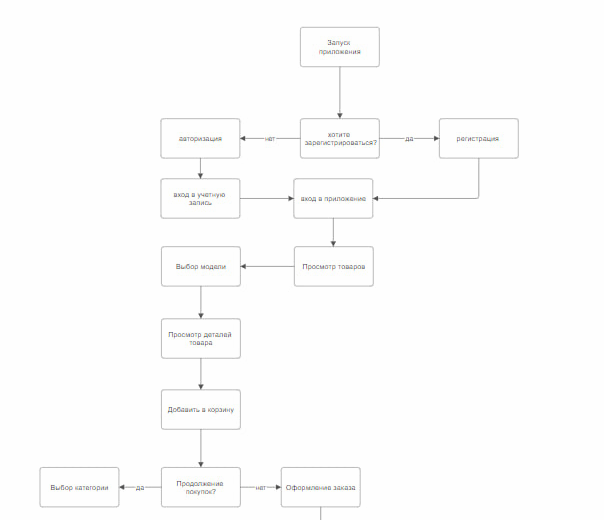 Запуск
приложения
хотите
зарегистрироваться?
нет
да
авторизация
регистрация
вход в учетную
запись
вход в приложение
Выбор модели
Просмотр товаров
Просмотр деталей
товара
Добавить в корзину
Выбор категории
да
Продолжение
покупок?
нет
Оформление заказа